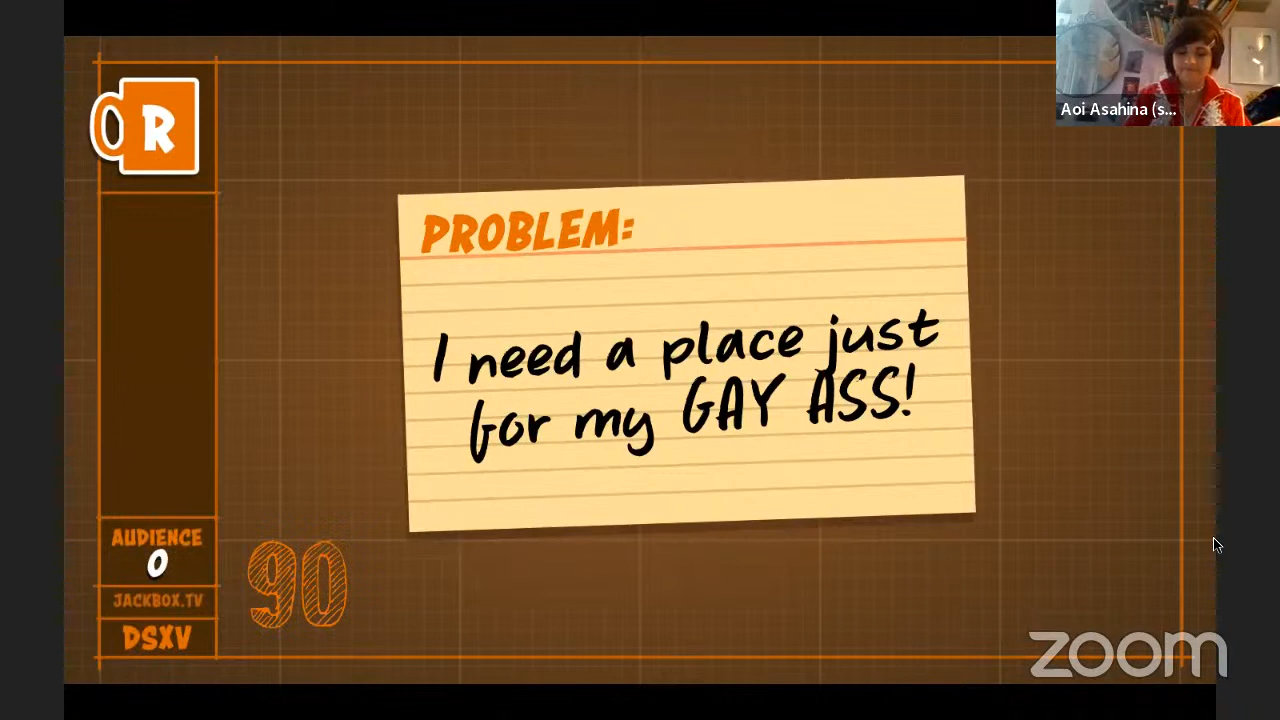 R
Aoi Asahina (s...
PROBLEM:
I need a place just
for my GAY ASS!
AUDIENCE
0
90
JACKBOX.TV
DSXV
zoom